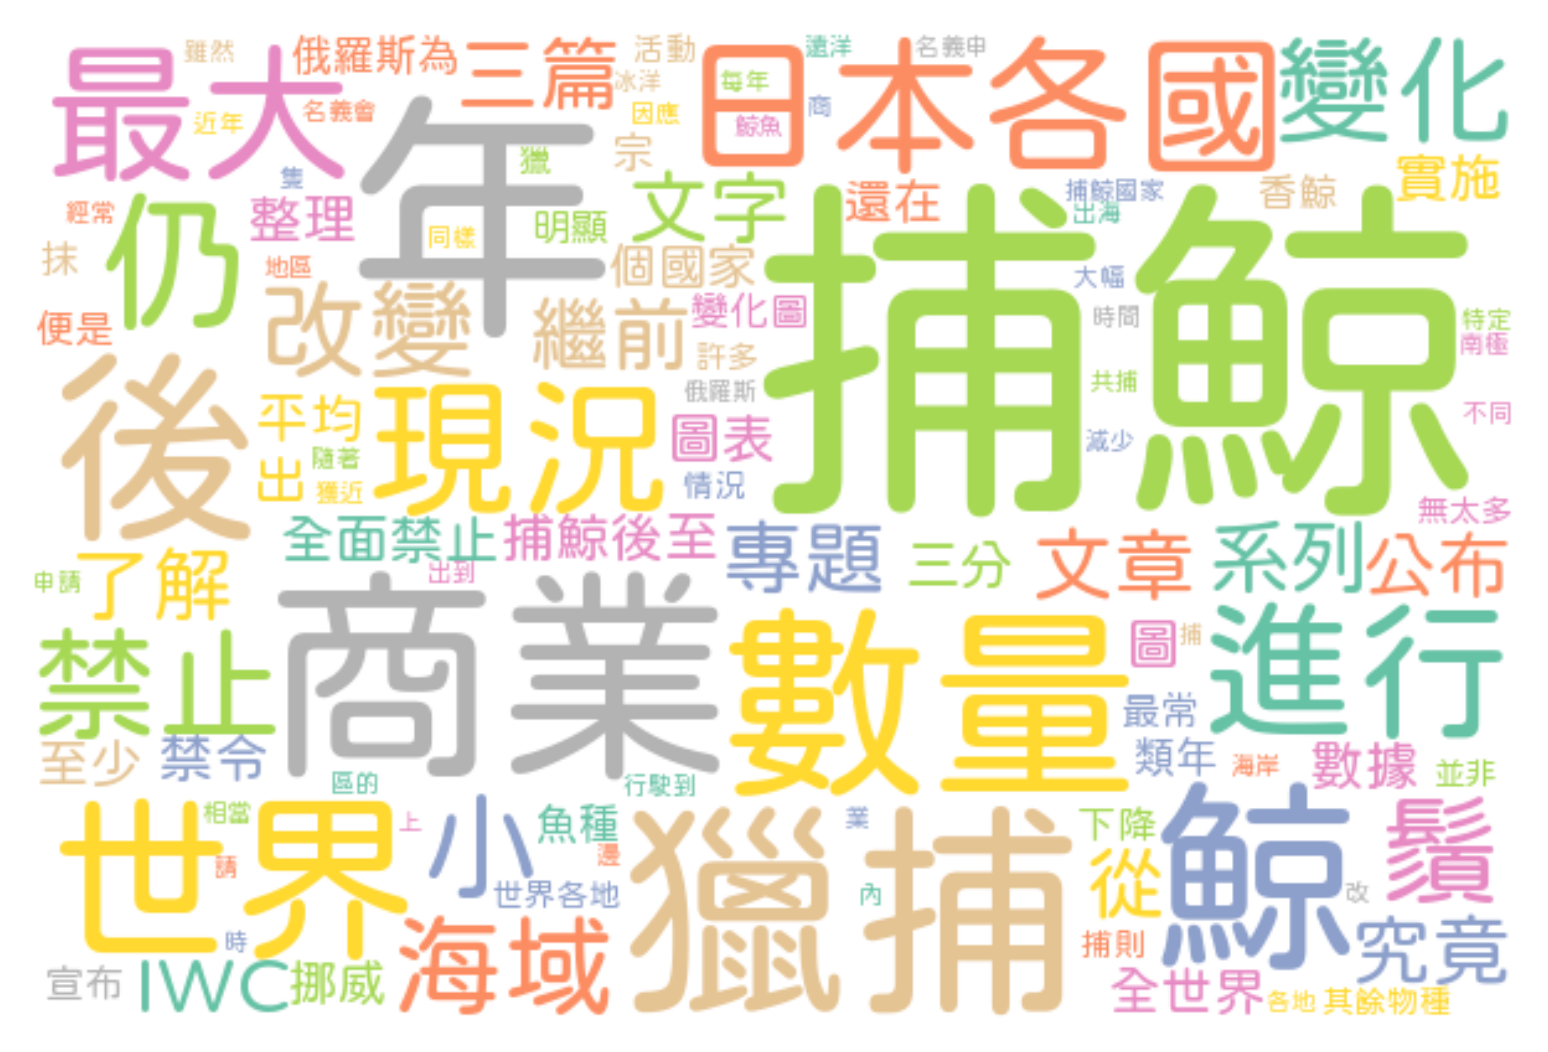 最大
雖然
俄羅斯為
三篇
活動
冰洋
日本各國
遠洋
名義申
變化
近年
名義會
年
因應
每年
鯨魚
商
宗
獵
隻
經常
仍
整理
同樣
明顯
文字
還在
捕鯨
捕鯨國家
出海
香鯨
實施
抹
地區
個國家
大幅
便是
改變
繼前
變化圖
許多
時間
特定
南極
後
平均
現況
俄羅斯
圖表
共捕
不同
出
隨著
獲近
情況
減少
無太多
全面禁止
捕鯨後至
專題
三分
文章
系列
公布
申請
了解
出到
禁止
商業
數量
圖
捕
進行
最常
至少
禁令
區的
行駛到
類年
海岸
數據
並非
世界
相當
上
小
魚種
邊
獵捕
業
下降
鯨
鬚
請
世界各地
內
從
改
時
海域
捕則
究竟
宣布
IWC
挪威
全世界
各地
其餘物種